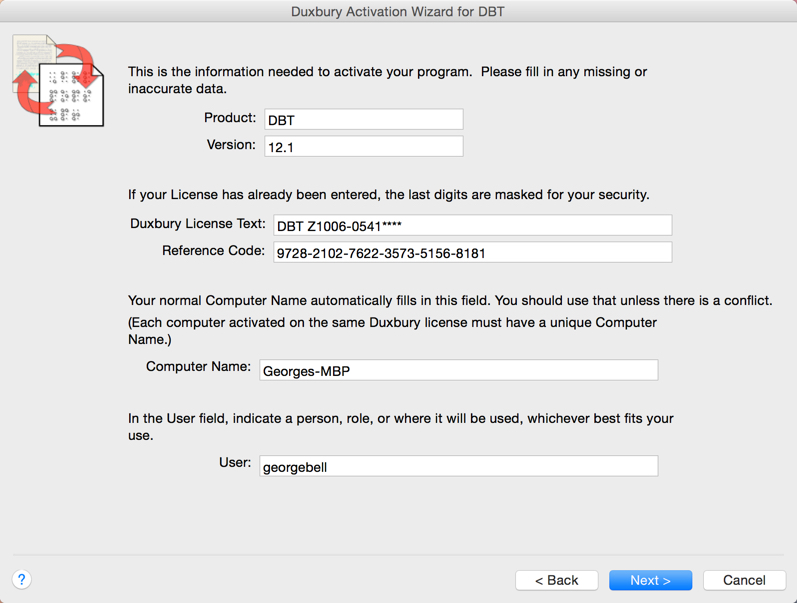 Duxbury Activation Wizard for DBT
This is the information needed to activate your program.  Please fill in any missing or
inaccurate data.
Product: DBT
Version: 12.1
If your License has already been entered, the last digits are masked for your security.
Duxbury License Text: DBT Z1006-0541****
Reference Code: 9728-2102-7622-3573-5156-8181
Your normal Computer Name automatically fills in this field. You should use that unless there is a conflict.
(Each computer activated on the same Duxbury license must have a unique Computer
Name.)
Computer Name: Georges-MBP
In the User field, indicate a person, role, or where it will be used, whichever best fits your
use.
User: georgebell
? < Back Next > Cancel